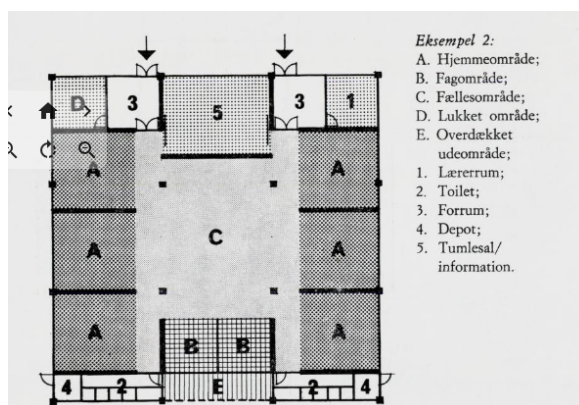 Eksempel 2:
A. Hjemmeområde;
B. Fagområde;
C. Fællesområde;
D. Lukket område;
E. Overdækket
udeområde;
1. Lærerrum;
2. Toilet;
3. Forrum;
4. Depot;
5. Tumlesal/
information.
D 3 5 3 1
A A
A C A
A A
B B
4 2 E 2 4